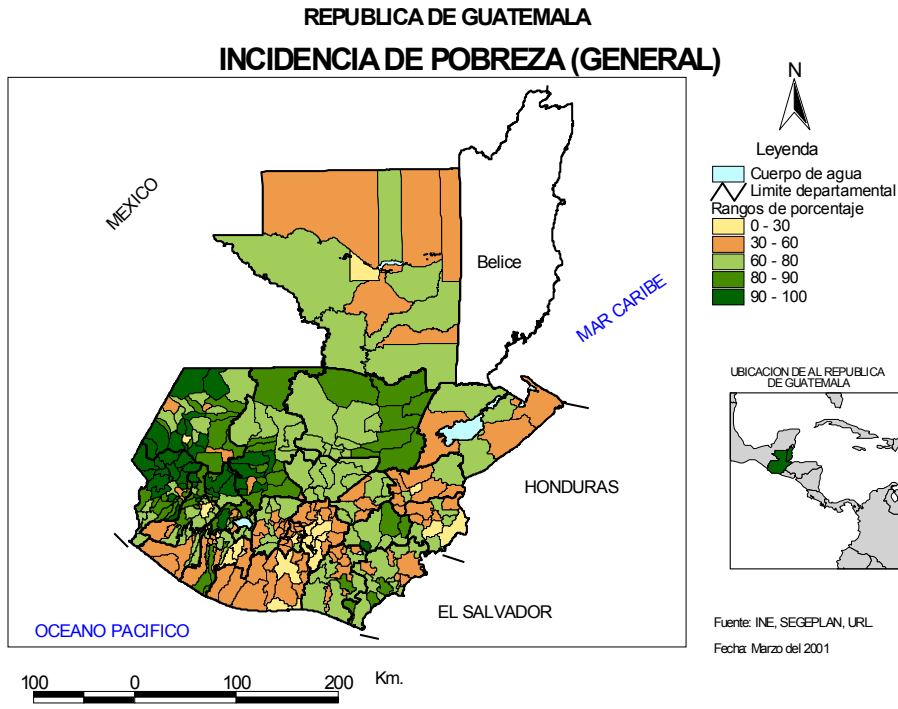 REPUBLICA DE GUATEMALA
INCIDENCIA DE POBREZA (GENERAL)
N
Leyenda
Cuerpo de agua
Limite departamental
Rangos de porcentaje
0 - 30
30 - 60
60 - 80
80 - 90
90 - 100
MEXICO
Belice
MAR CARIBE
UBICACION DE AL REPUBLICA
DE GUATEMALA
HONDURAS
EL SALVADOR
OCEANO PACIFICO
Fuente: INE, SEGEPLAN, URL.
Fecha: Marzo del 2001
100 0 100 200 Km.